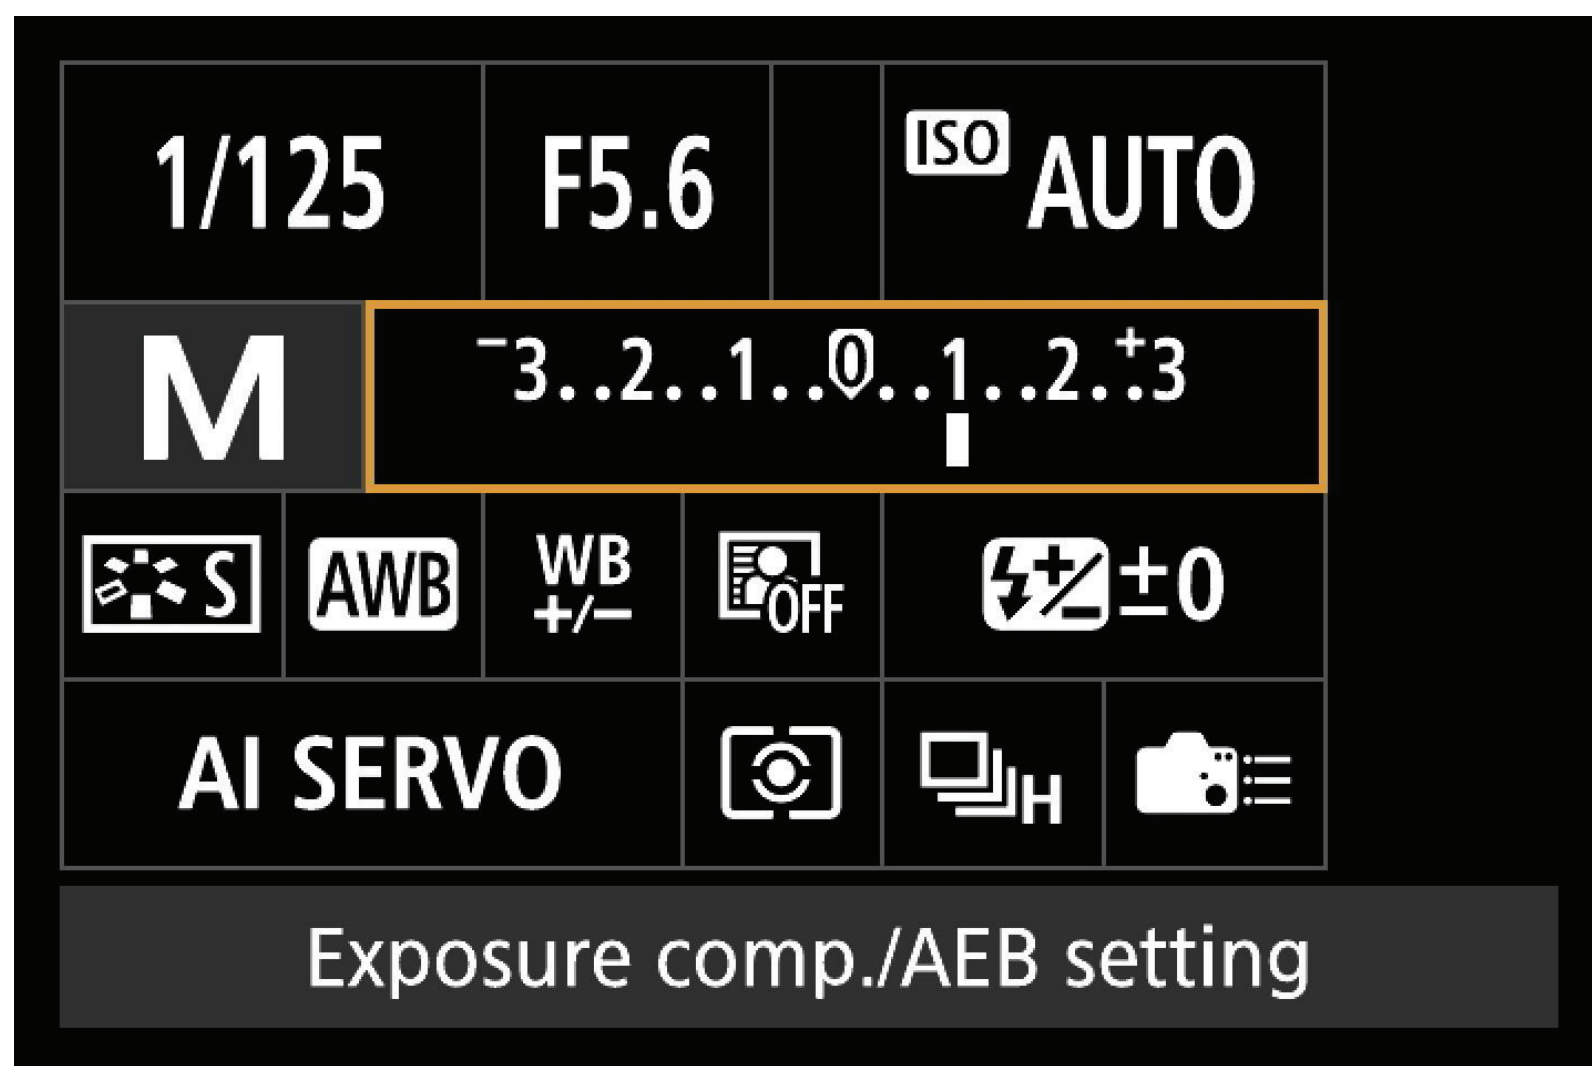 1/125 F5.6 ISO AUTO
M -3..2..1..0..1..2..+3
S AWB WB +/− OFF ±0
AI SERVO H
Exposure comp./AEB setting